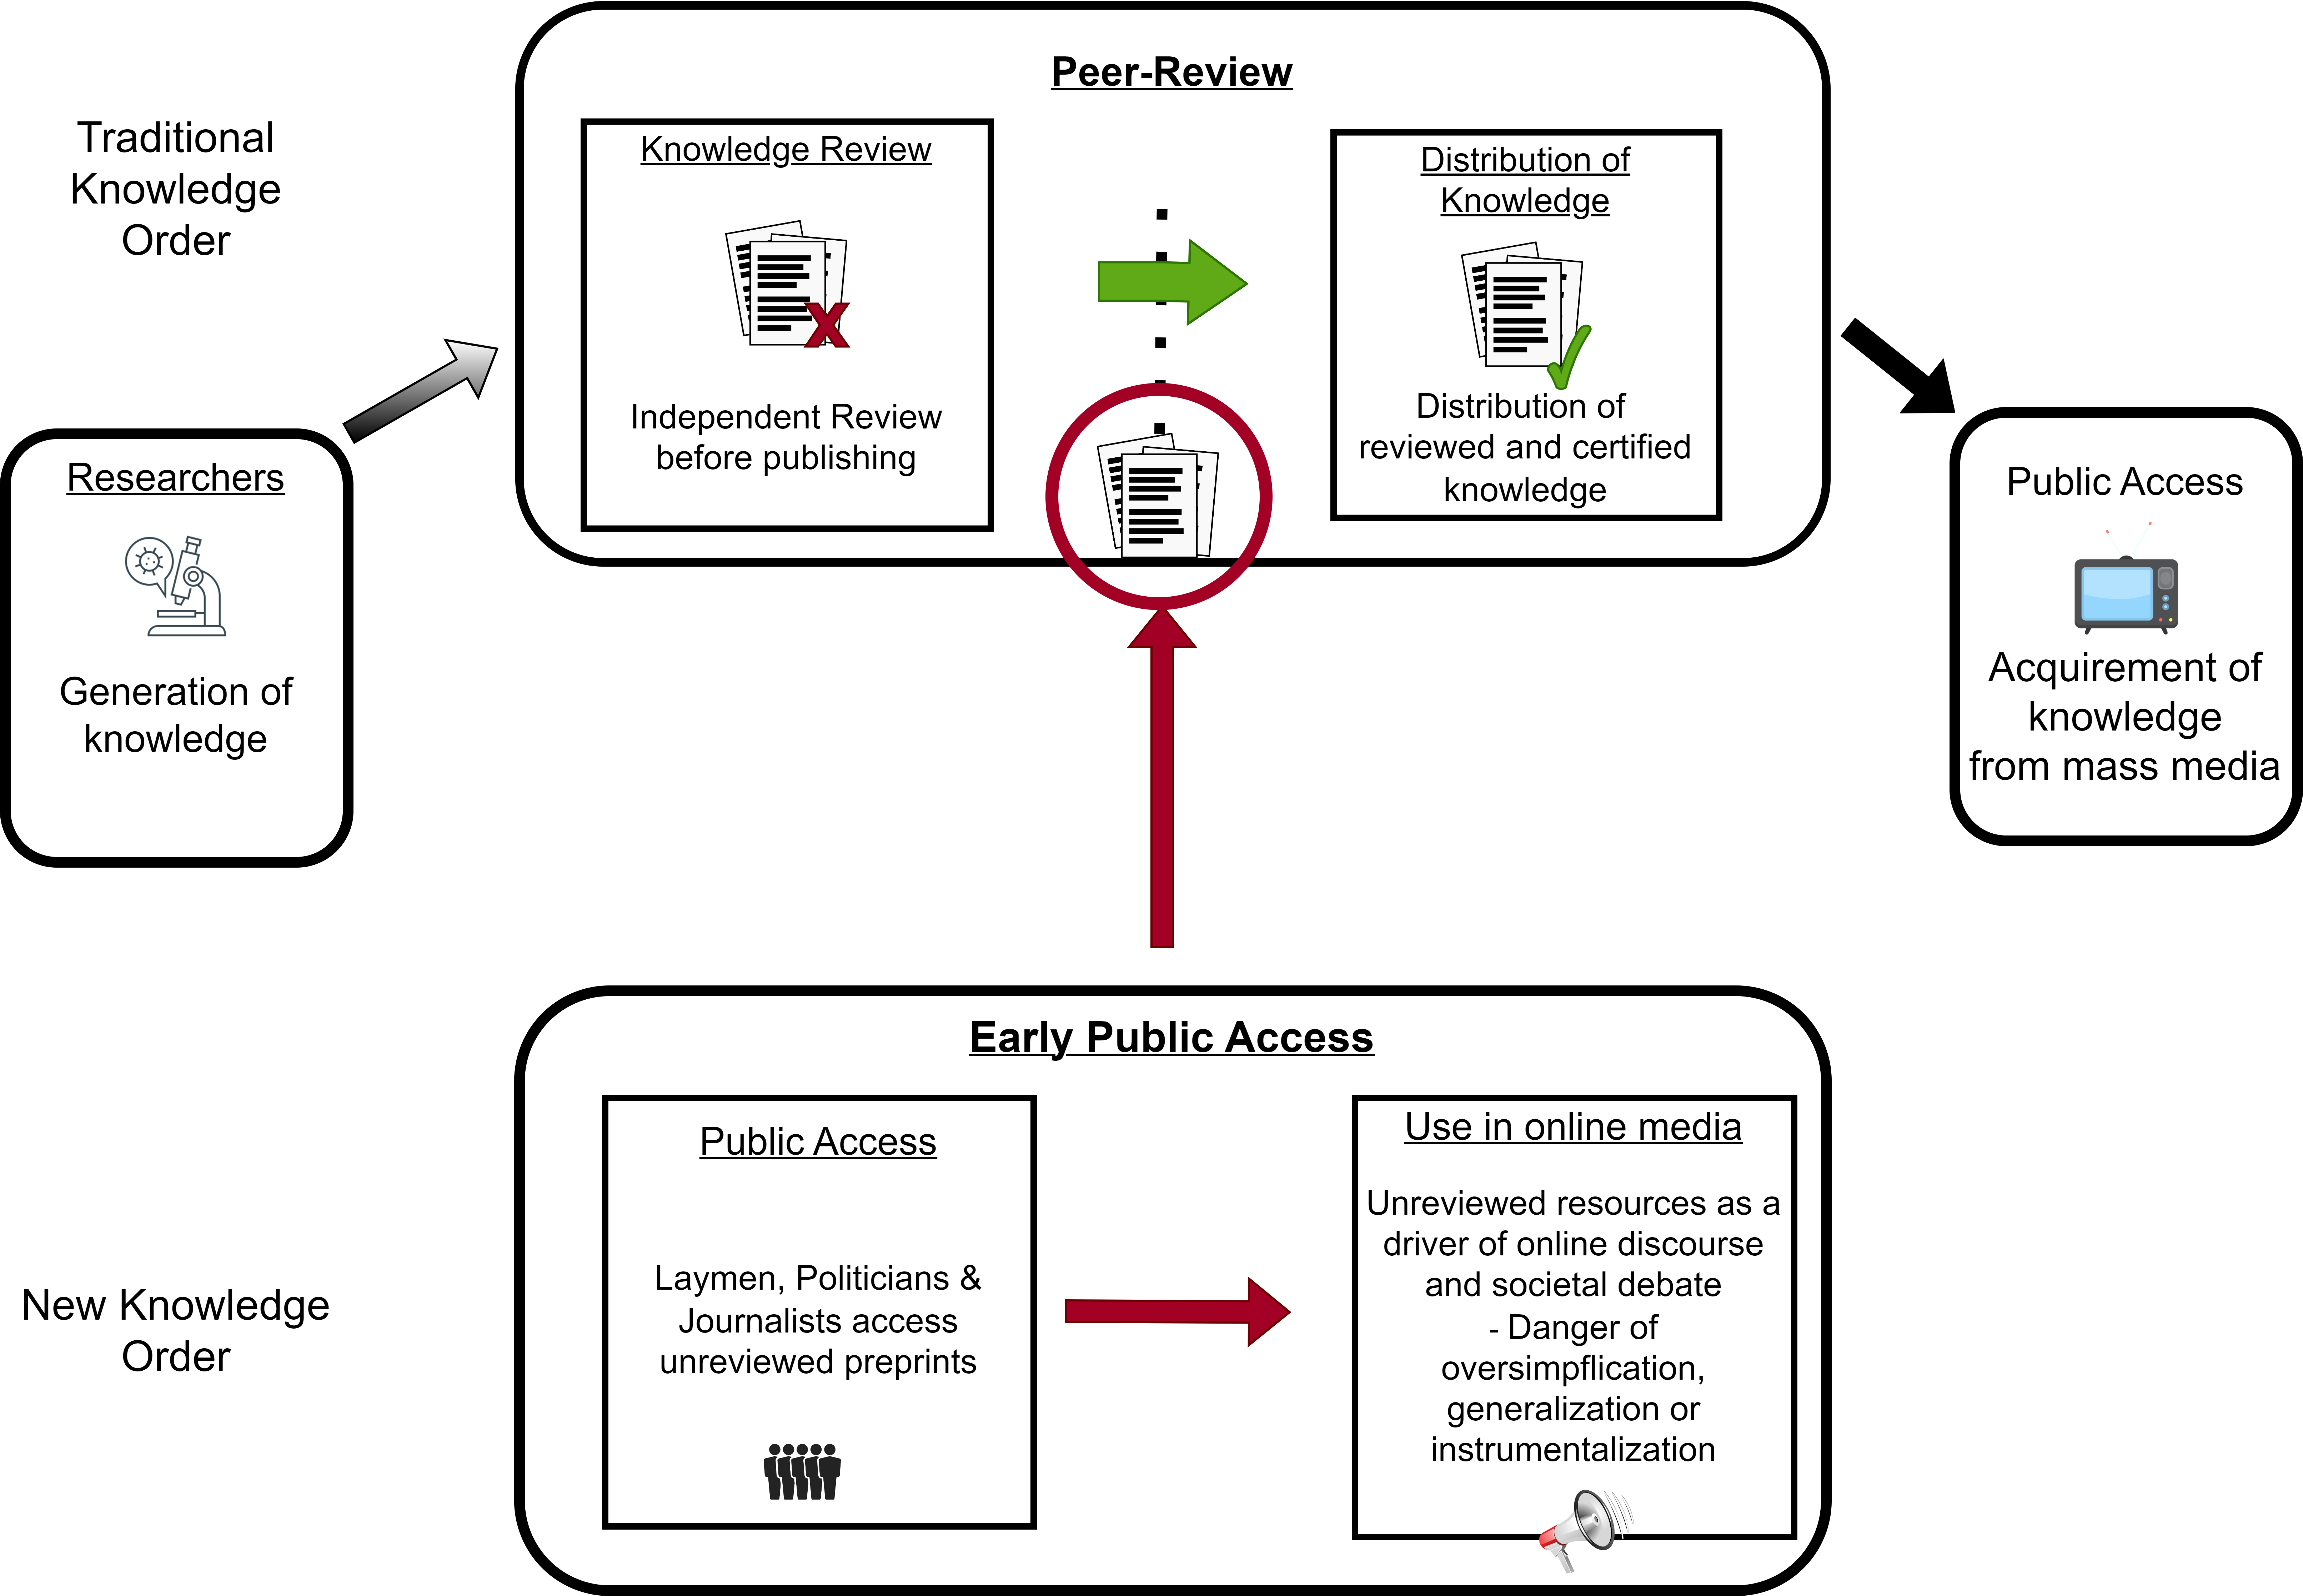 Traditional
Knowledge
Order
Peer-Review
Knowledge Review
Independent Review
before publishing
Distribution of
Knowledge
Distribution of
reviewed and certified
knowledge
Researchers
Generation of
knowledge
Public Access
Acquirement of
knowledge
from mass media
New Knowledge
Order
Early Public Access
Public Access
Laymen, Politicians &
Journalists access
unreviewed preprints
Use in online media
Unreviewed resources as a
driver of online discourse
and societal debate
- Danger of
oversimpflication,
generalization or
instrumentalization